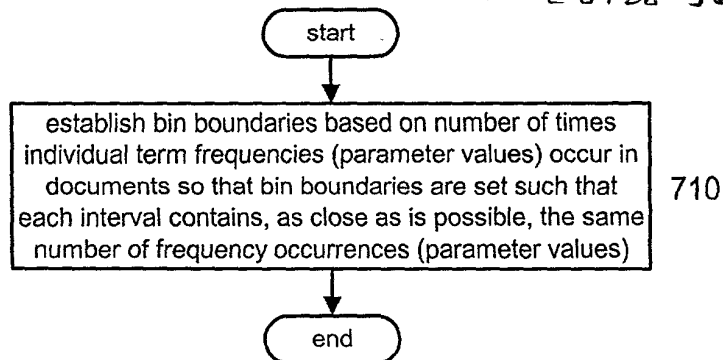 start
establish bin boundaries based on number of times
individual term frequencies (parameter values) occur in
documents so that bin boundaries are set such that
each interval contains, as close as is possible, the same
number of frequency occurrences (parameter values)
710
end